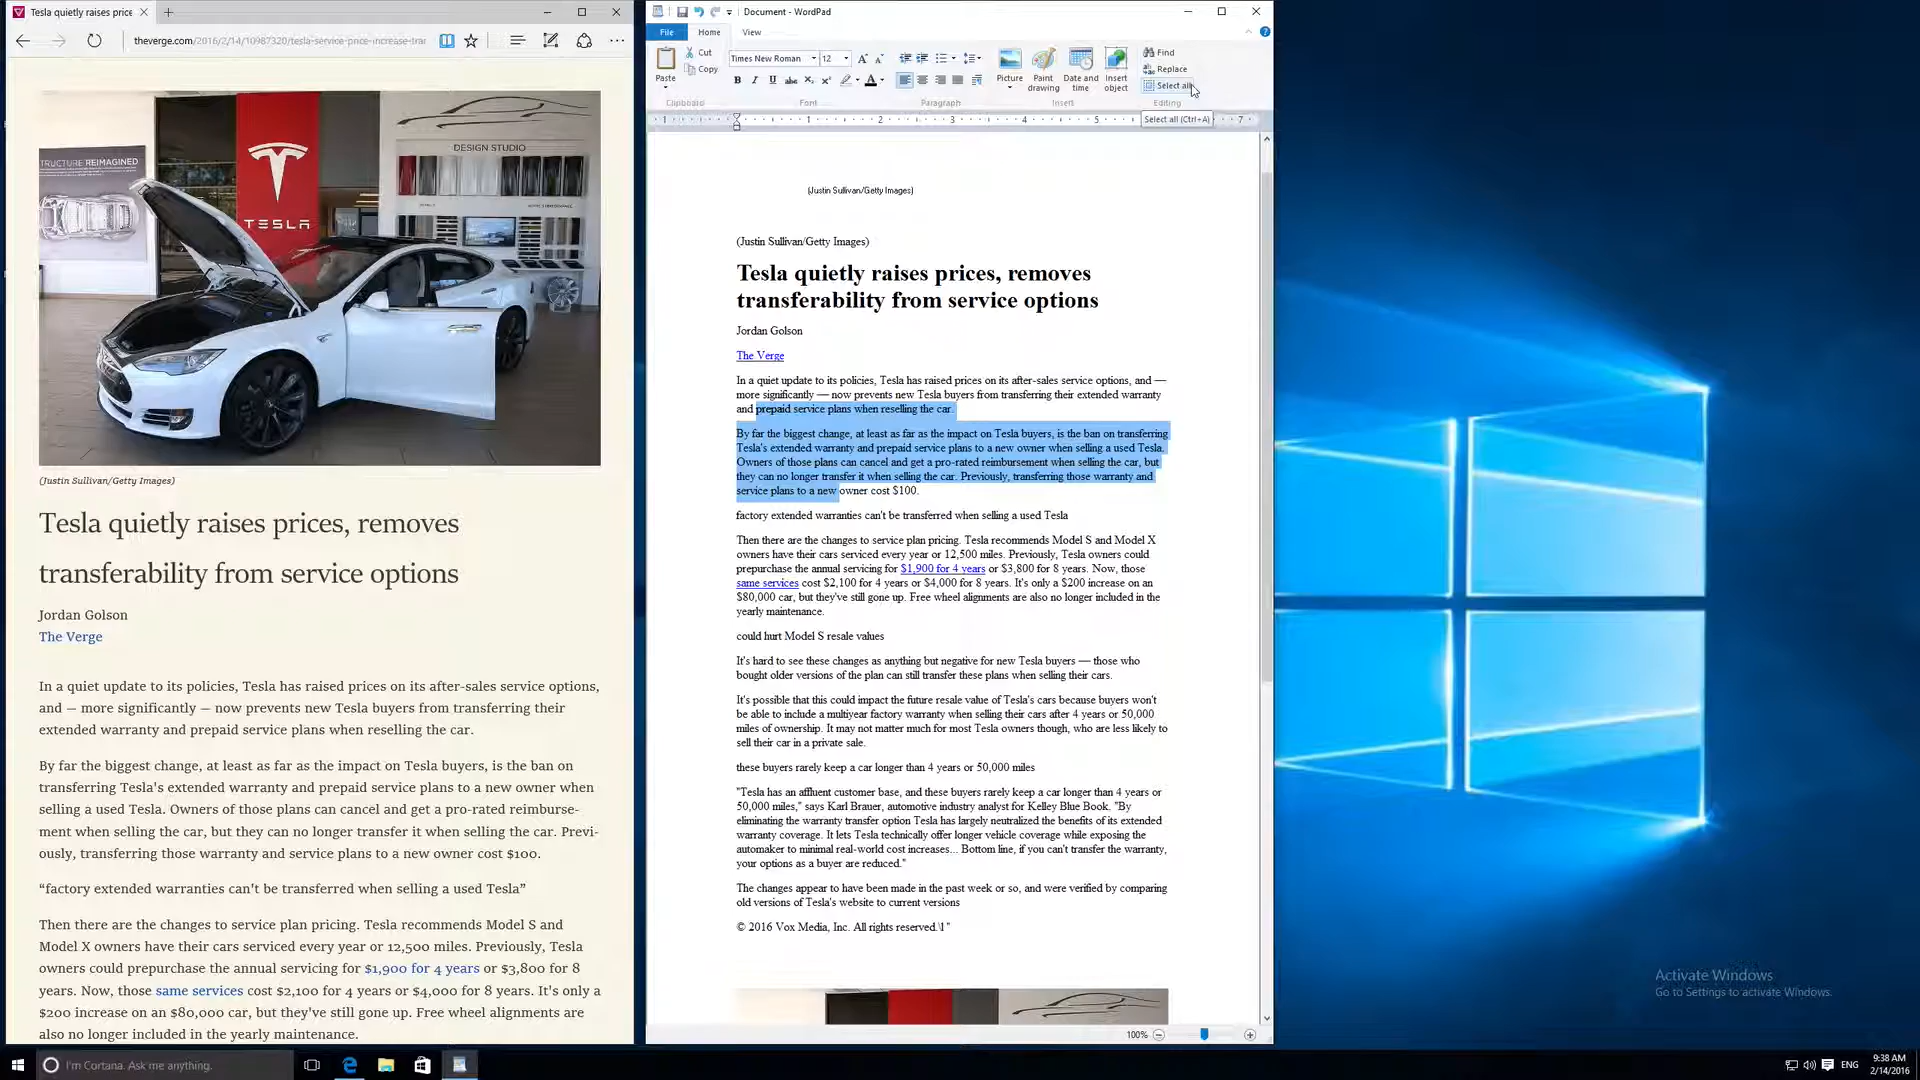 Tesla quietly raises price
theverge.com/2016/2/14/10987320/tesla-service-price-increase-trar
STRUCTURE REIMAGINED
TESLA
DESIGN STUDIO
(Justin Sullivan/Getty Images)
Tesla quietly raises prices, removes
transferability from service options
Jordan Golson
The Verge
In a quiet update to its policies, Tesla has raised prices on its after-sales service options,
and — more significantly — now prevents new Tesla buyers from transferring their
extended warranty and prepaid service plans when reselling the car.
By far the biggest change, at least as far as the impact on Tesla buyers, is the ban on
transferring Tesla's extended warranty and prepaid service plans to a new owner when
selling a used Tesla. Owners of those plans can cancel and get a pro-rated reimburse-
ment when selling the car, but they can no longer transfer it when selling the car. Previ-
ously, transferring those warranty and service plans to a new owner cost $100.
“factory extended warranties can't be transferred when selling a used Tesla”
Then there are the changes to service plan pricing. Tesla recommends Model S and
Model X owners have their cars serviced every year or 12,500 miles. Previously, Tesla
owners could prepurchase the annual servicing for $1,900 for 4 years or $3,800 for 8
years. Now, those same services cost $2,100 for 4 years or $4,000 for 8 years. It's only a
$200 increase on an $80,000 car, but they've still gone up. Free wheel alignments are
also no longer included in the yearly maintenance.
Document - WordPad
File Home View
Paste
Cut
Copy
Clipboard
Times New Roman 12
B I U abc X₂ X² A
Font
Paragraph
Picture
Paint drawing
Date and time
Insert object
Insert
Find
Replace
Select all
Editing
Select all (Ctrl+A)
1 1 2 3 4 5 7
(Justin Sullivan/Getty Images)
(Justin Sullivan/Getty Images)
Tesla quietly raises prices, removes
transferability from service options
Jordan Golson
The Verge
In a quiet update to its policies, Tesla has raised prices on its after-sales service options, and —
more significantly — now prevents new Tesla buyers from transferring their extended warranty
and prepaid service plans when reselling the car.
By far the biggest change, at least as far as the impact on Tesla buyers, is the ban on transferring
Tesla's extended warranty and prepaid service plans to a new owner when selling a used Tesla.
Owners of those plans can cancel and get a pro-rated reimbursement when selling the car, but
they can no longer transfer it when selling the car. Previously, transferring those warranty and
service plans to a new owner cost $100.
factory extended warranties can't be transferred when selling a used Tesla
Then there are the changes to service plan pricing. Tesla recommends Model S and Model X
owners have their cars serviced every year or 12,500 miles. Previously, Tesla owners could
prepurchase the annual servicing for $1,900 for 4 years or $3,800 for 8 years. Now, those
same services cost $2,100 for 4 years or $4,000 for 8 years. It's only a $200 increase on an
$80,000 car, but they've still gone up. Free wheel alignments are also no longer included in the
yearly maintenance.
could hurt Model S resale values
It's hard to see these changes as anything but negative for new Tesla buyers — those who
bought older versions of the plan can still transfer these plans when selling their cars.
It's possible that this could impact the future resale value of Tesla's cars because buyers won't
be able to include a multiyear factory warranty when selling their cars after 4 years or 50,000
miles of ownership. It may not matter much for most Tesla owners though, who are less likely to
sell their car in a private sale.
these buyers rarely keep a car longer than 4 years or 50,000 miles
"Tesla has an affluent customer base, and these buyers rarely keep a car longer than 4 years or
50,000 miles," says Karl Brauer, automotive industry analyst for Kelley Blue Book. "By
eliminating the warranty transfer option Tesla has largely neutralized the benefits of its extended
warranty coverage. It lets Tesla technically offer longer vehicle coverage while exposing the
automaker to minimal real-world cost increases... Bottom line, if you can't transfer the warranty,
your options as a buyer are reduced."
The changes appear to have been made in the past week or so, and were verified by comparing
old versions of Tesla's website to current versions
© 2016 Vox Media, Inc. All rights reserved.\l "
100%
Activate Windows
Go to Settings to activate Windows.
I'm Cortana. Ask me anything.
ENG
9:38 AM
2/14/2016